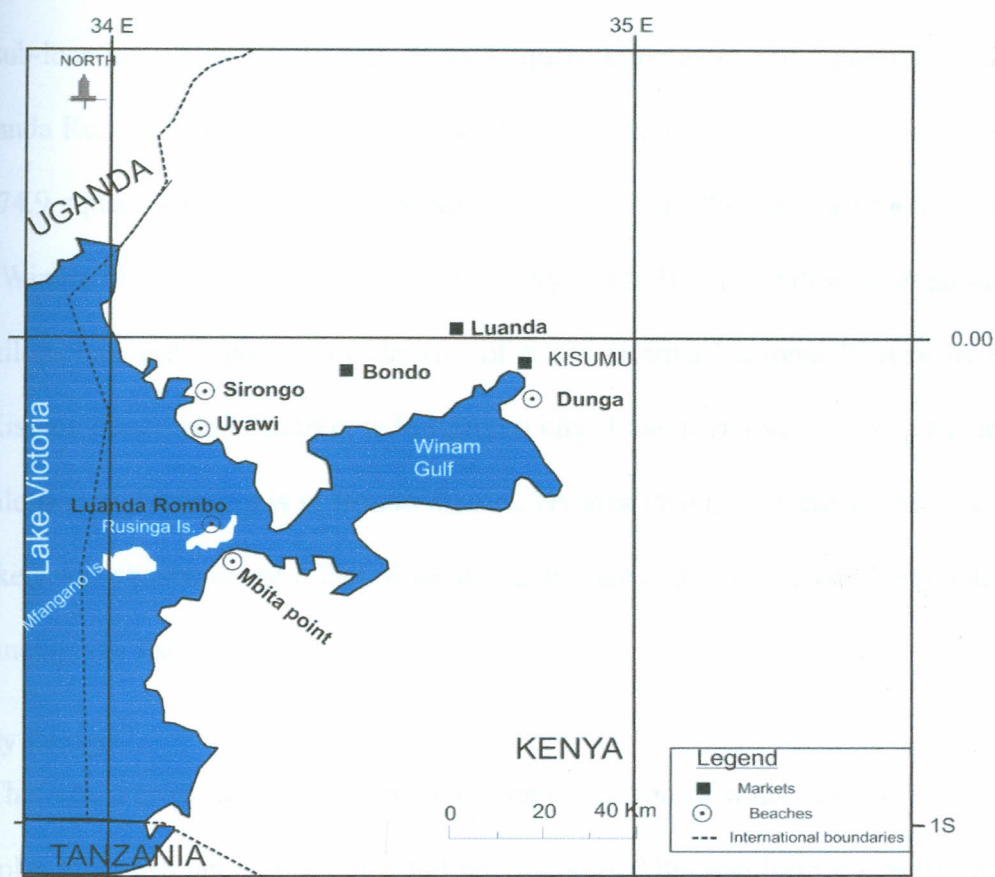 34 E
35 E
NORTH
UGANDA
Luanda
0.00
KISUMU
Bondo
Sirongo
Dunga
Uyawi
Winam
Gulf
Lake Victoria
Luanda Rombo
Rusinga Is.
Mfangano Is
Mbita point
KENYA
Legend
Markets
Beaches
International boundaries
0 20 40 Km
1S
TANZANIA